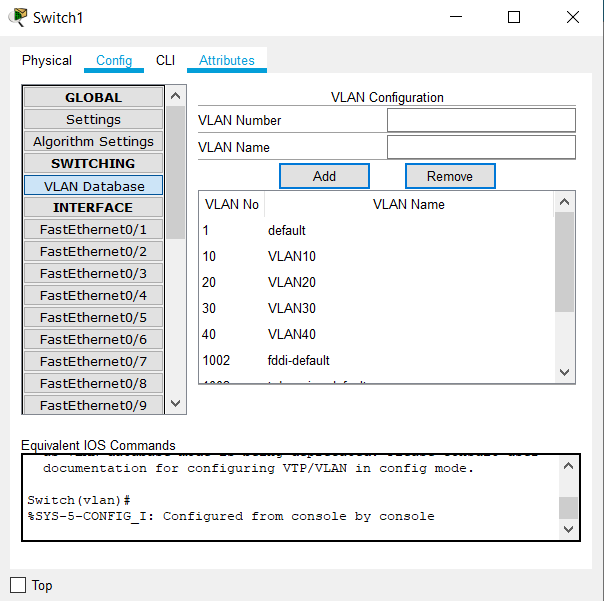 Switch1
Physical Config CLI Attributes
GLOBAL
Settings
Algorithm Settings
SWITCHING
VLAN Database
INTERFACE
FastEthernet0/1
FastEthernet0/2
FastEthernet0/3
FastEthernet0/4
FastEthernet0/5
FastEthernet0/6
FastEthernet0/7
FastEthernet0/8
FastEthernet0/9
VLAN Configuration
VLAN Number
VLAN Name
Add Remove
VLAN No VLAN Name
1 default
10 VLAN10
20 VLAN20
30 VLAN30
40 VLAN40
1002 fddi-default
Equivalent IOS Commands
documentation for configuring VTP/VLAN in config mode.
Switch(vlan)#
%SYS-5-CONFIG_I: Configured from console by console
Top